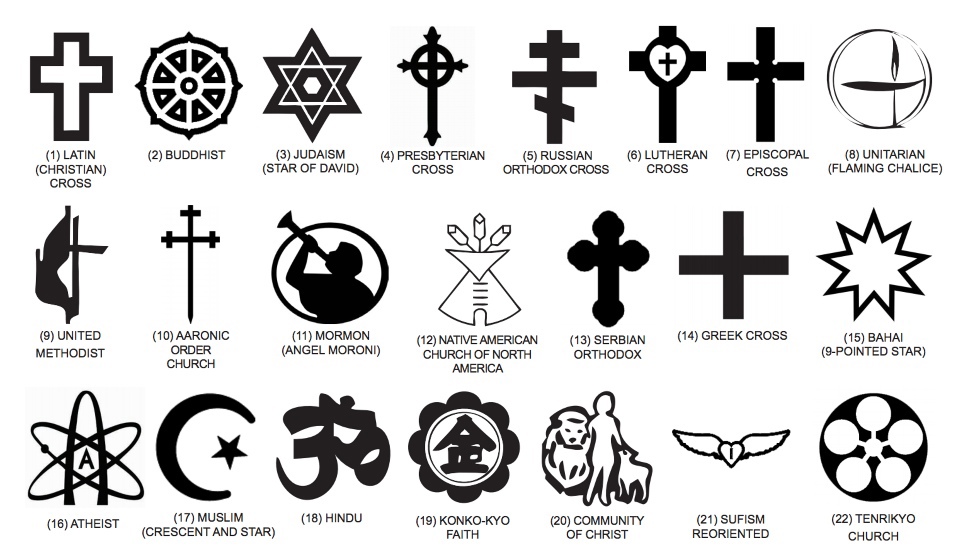 (1) LATIN
(CHRISTIAN)
CROSS
(2) BUDDHIST
(3) JUDAISM
(STAR OF DAVID)
(4) PRESBYTERIAN
CROSS
(5) RUSSIAN
ORTHODOX CROSS
(6) LUTHERAN
CROSS
(7) EPISCOPAL
CROSS
(8) UNITARIAN
(FLAMING CHALICE)
(9) UNITED
METHODIST
(10) AARONIC
ORDER
CHURCH
(11) MORMON
(ANGEL MORONI)
(12) NATIVE AMERICAN
CHURCH OF NORTH
AMERICA
(13) SERBIAN
ORTHODOX
(14) GREEK CROSS
(15) BAHAI
(9-POINTED STAR)
A
(16) ATHEIST
(17) MUSLIM
(CRESCENT AND STAR)
(18) HINDU
金
(19) KONKO-KYO
FAITH
(20) COMMUNITY
OF CHRIST
(21) SUFISM
REORIENTED
(22) TENRIKYO
CHURCH